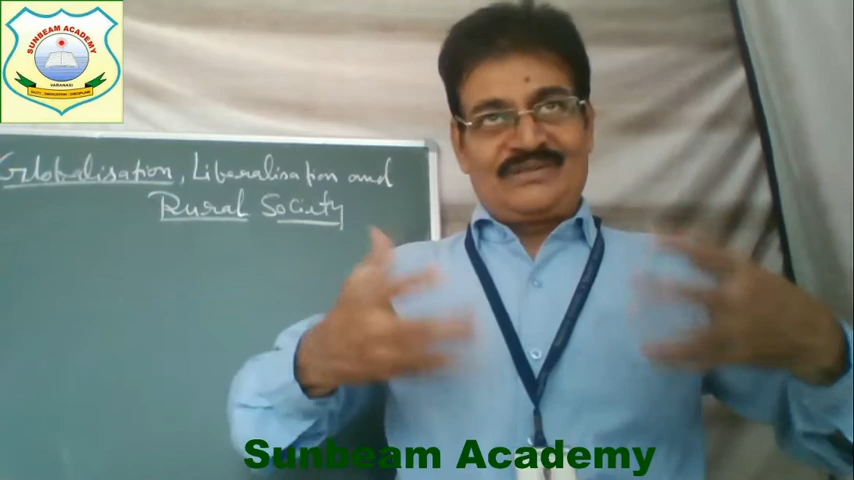 SUNBEAM ACADEMY
VARANASI
Globalisation, Liberalisation and
Rural Society
Sunbeam Academy